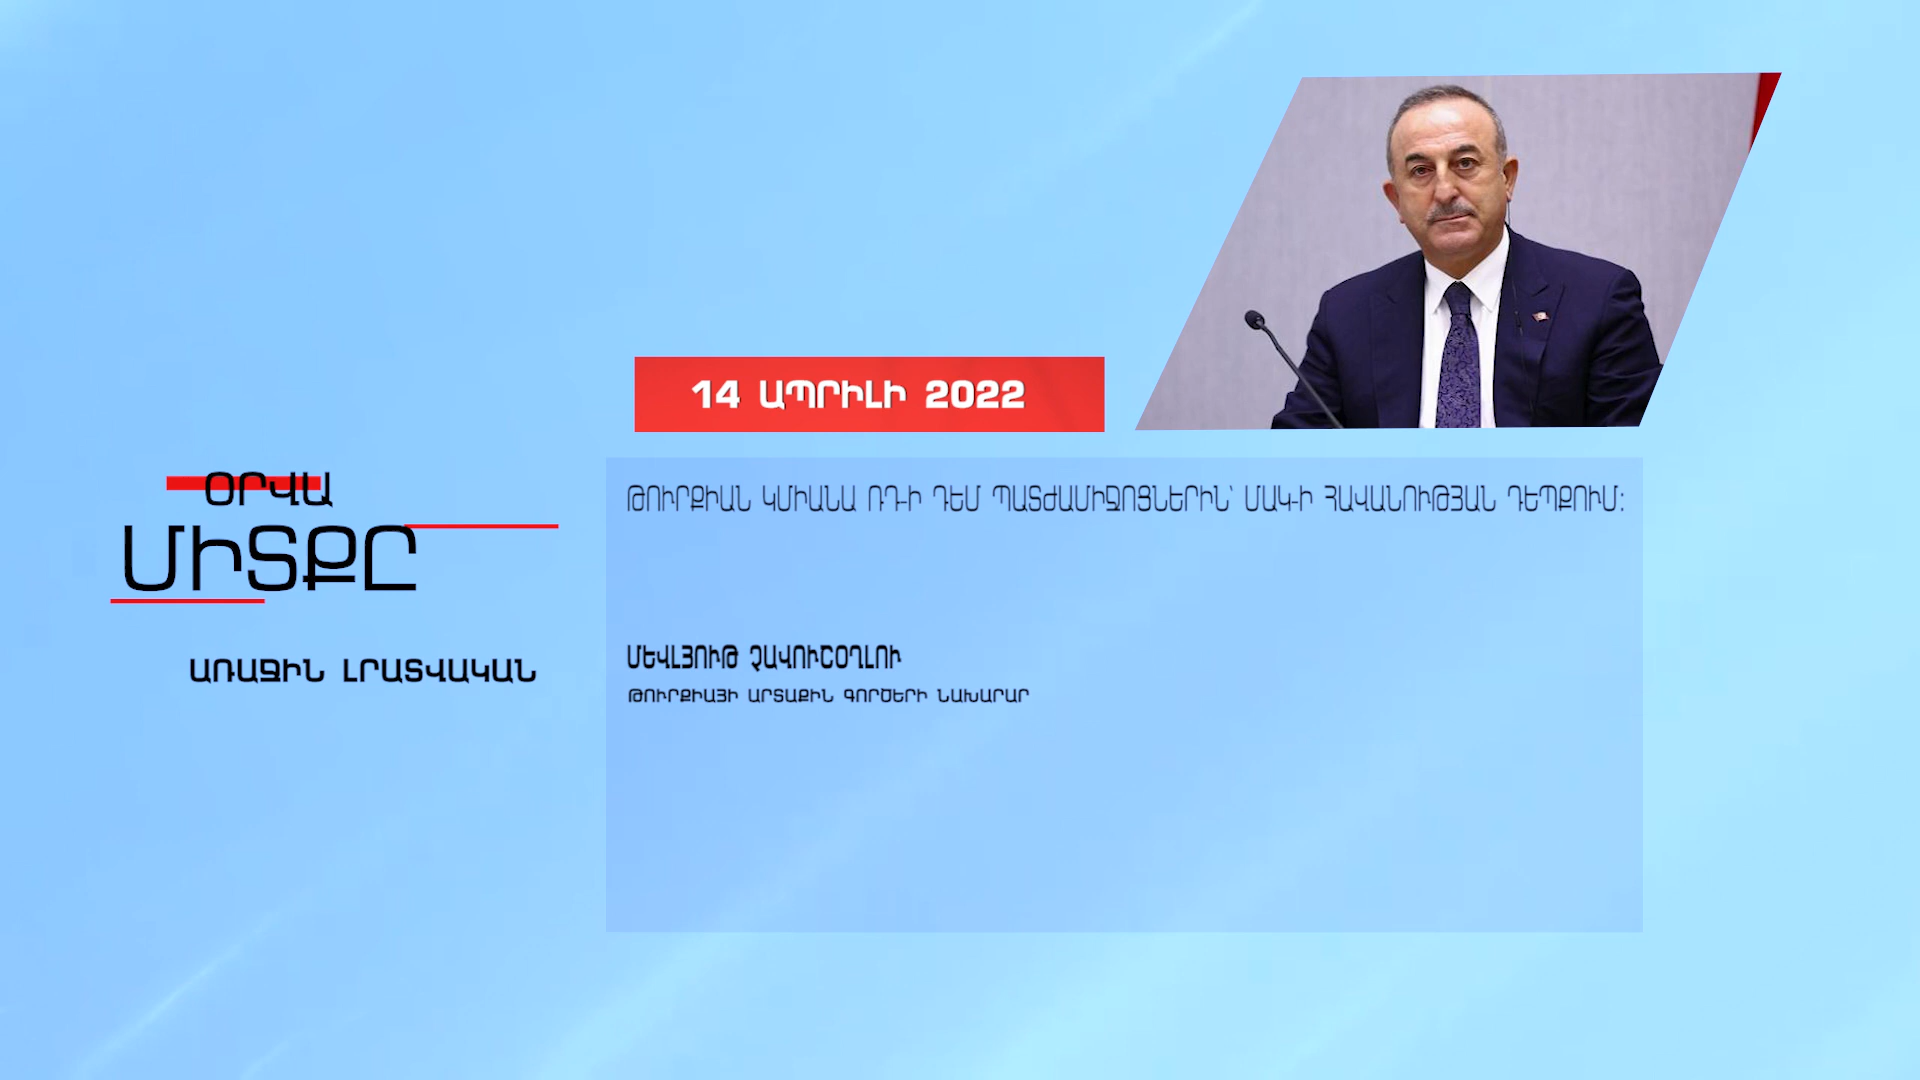 14 ԱՊՐԻԼԻ 2022
ՕՐՎԱ
ՄԻՏՔԸ
ԱՌԱՋԻՆ ԼՐԱՏՎԱԿԱՆ
ԹՈՒՐՔԻԱՆ ԿՄԻԱՆԱ ՌԴ-Ի ԴԵՄ ՊԱՏԺԱՄԻՋՈՑՆԵՐԻՆ՝ ՄԱԿ-Ի ՀԱՎԱՆՈՒԹՅԱՆ ԴԵՊՔՈՒՄ:
ՄԵՎԼՅՈՒԹ ՉԱՎՈՒՇՕՂԼՈՒ
ԹՈՒՐՔԻԱՅԻ ԱՐՏԱՔԻՆ ԳՈՐԾԵՐԻ ՆԱԽԱՐԱՐ